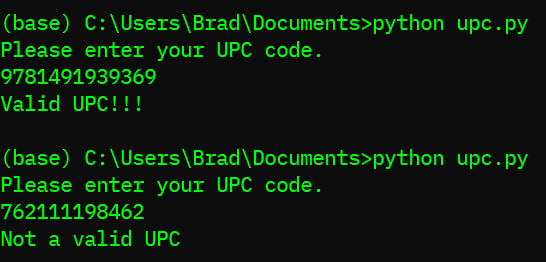 (base) C:\Users\Brad\Documents>python upc.py
Please enter your UPC code.
9781491939369
Valid UPC!!!
(base) C:\Users\Brad\Documents>python upc.py
Please enter your UPC code.
762111198462
Not a valid UPC